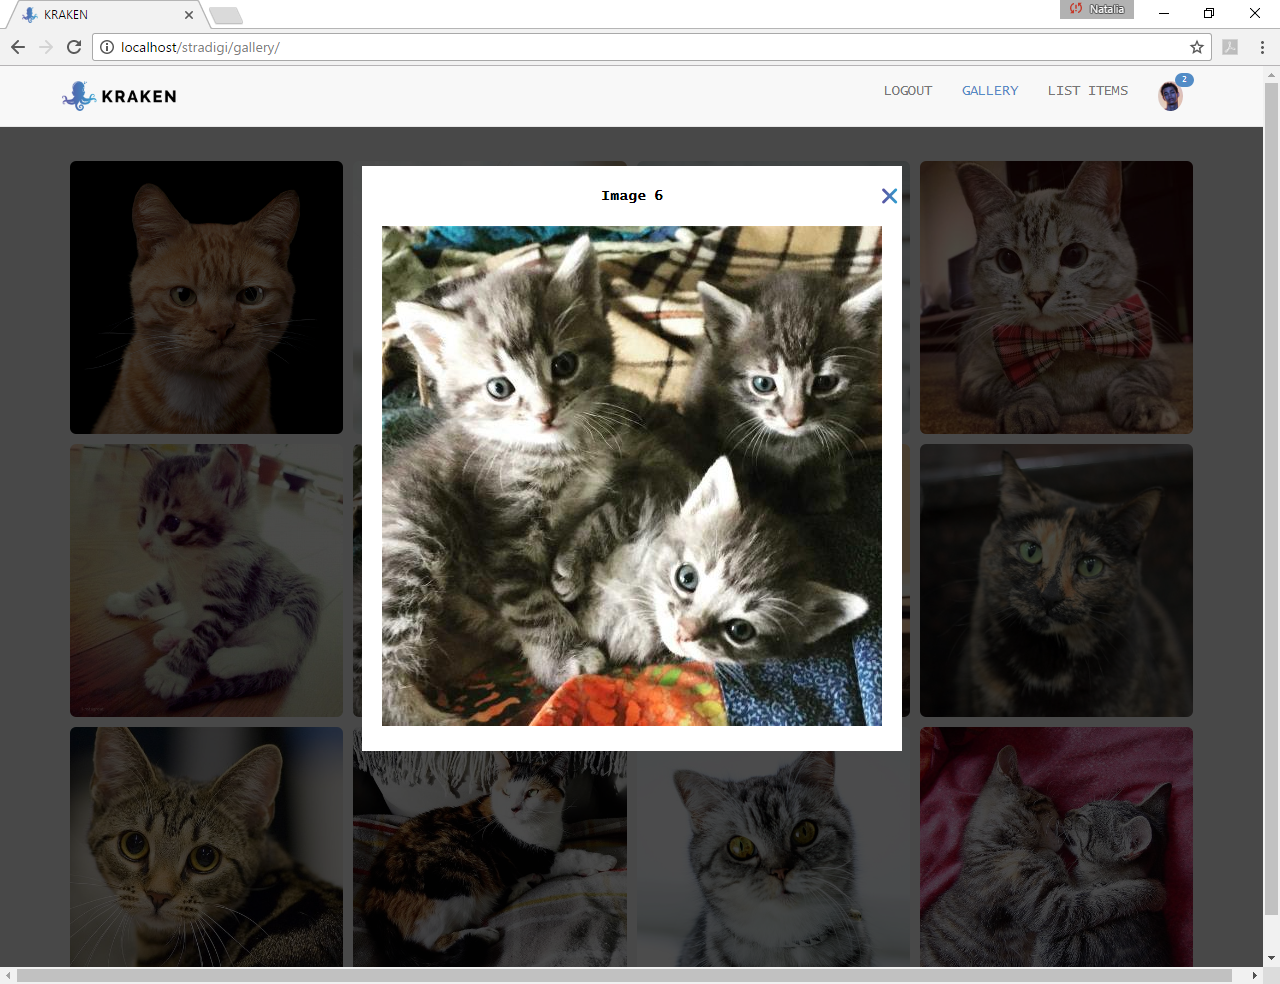 KRAKEN
Natalia
localhost/stradigi/gallery/
KRAKEN
LOGOUT
GALLERY
LIST ITEMS
2
Image 6